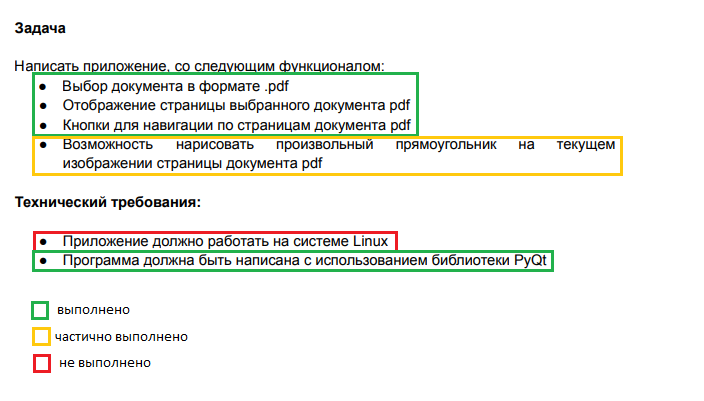 Задача
Написать приложение, со следующим функционалом:
● Выбор документа в формате .pdf
● Отображение страницы выбранного документа pdf
● Кнопки для навигации по страницам документа pdf
● Возможность нарисовать произвольный прямоугольник на текущем
изображении страницы документа pdf
Технический требования:
● Приложение должно работать на системе Linux
● Программа должна быть написана с использованием библиотеки PyQt
выполнено
частично выполнено
не выполнено